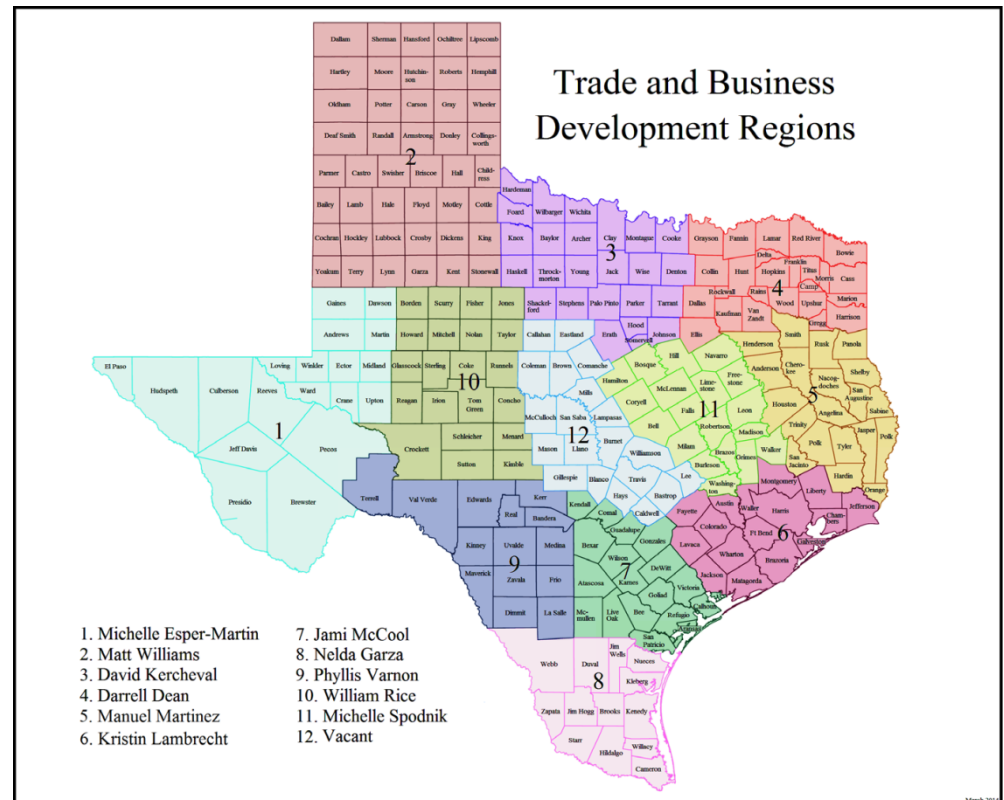 Trade and Business
Development Regions
Dallam Sherman Hansford Ochiltree Lipscomb
Hartley Moore Hutchin- Roberts Hemphill
son
Oldham Potter Carson Gray Wheeler
Deaf Smith Randall Armstrong Donley Collings-
worth
2
Parmer Castro Swisher Briscoe Hall Child-
ress
Bailey Lamb Hale Floyd Motley Cottle
Cochran Hockley Lubbock Crosby Dickens King
Yoakum Terry Lynn Garza Kent Stonewall
Hardeman
Foard Wilbarger Wichita
Knox Baylor Archer Clay Montague Cooke
3
Haskell Throck- Young Jack Wise Denton
morton
Shackel- Stephens Palo Pinto Parker Tarrant
ford
Erath Hood Johnson
Somervell
Grayson Fannin Lamar Red River Bowie
Delta Franklin
Collin Hunt Hopkins Titus Morris Cass
4 Camp
Rockwall Rains Marion
Dallas Kaufman Van Wood Upshur
Zandt
Ellis Gregg Harrison
Gaines Dawson
Andrews Martin
Loving Winkler Ector Midland
El Paso Hudspeth Culberson Reeves Ward
Crane Upton
1
Jeff Davis Pecos
Presidio Brewster
Borden Scurry Fisher Jones
Howard Mitchell Nolan Taylor
Glasscock Sterling Coke Runnels
10
Reagan Irion Tom Concho
Green
Crockett Schleicher Menard
Sutton Kimble
Callahan Eastland
Coleman Brown Comanche
Mills
McCulloch San Saba Lampasas
12
Mason Llano Burnet
Williamson
Gillespie Blanco Travis Lee
Hays Bastrop
Caldwell
Hill Navarro
Bosque
Hamilton McLennan Lime- Free-
stone stone
Coryell
Falls 11 Leon
Bell Robertson
Madison
Milam Brazos
Grimes Walker
Burleson
Washing-
ton
Smith Rusk Panola
Henderson
Anderson Chero- Shelby
kee
Nacog-
doches San
Augustine
5
Houston Angelina Sabine
Trinity
Jasper
Polk Tyler Polk
San
Jacinto
Hardin
Orange
Montgomery
Liberty
Jefferson
Austin Waller Harris Cham-
bers
Fayette
Colorado Ft Bend Galveston
6
Lavaca Wharton Brazoria
Jackson Matagorda
Terrell Val Verde Edwards Kerr
Real Bandera
Kinney Uvalde Medina
9
Maverick Zavala Frio
Dimmit La Salle
Kendall Comal
Guadalupe
Bexar Gonzales
Wilson
7 DeWitt
Atascosa Karnes
Goliad Victoria
Mc- Live Bee Calhoun
mullen Oak Refugio
Aransas
San
Patricio
Jim
Wells
Webb Duval Nueces
8 Kleberg
Zapata Jim Hogg Brooks Kenedy
Starr Willacy
Hildalgo
Cameron
1. Michelle Esper-Martin
2. Matt Williams
3. David Kercheval
4. Darrell Dean
5. Manuel Martinez
6. Kristin Lambrecht
7. Jami McCool
8. Nelda Garza
9. Phyllis Varnon
10. William Rice
11. Michelle Spodnik
12. Vacant